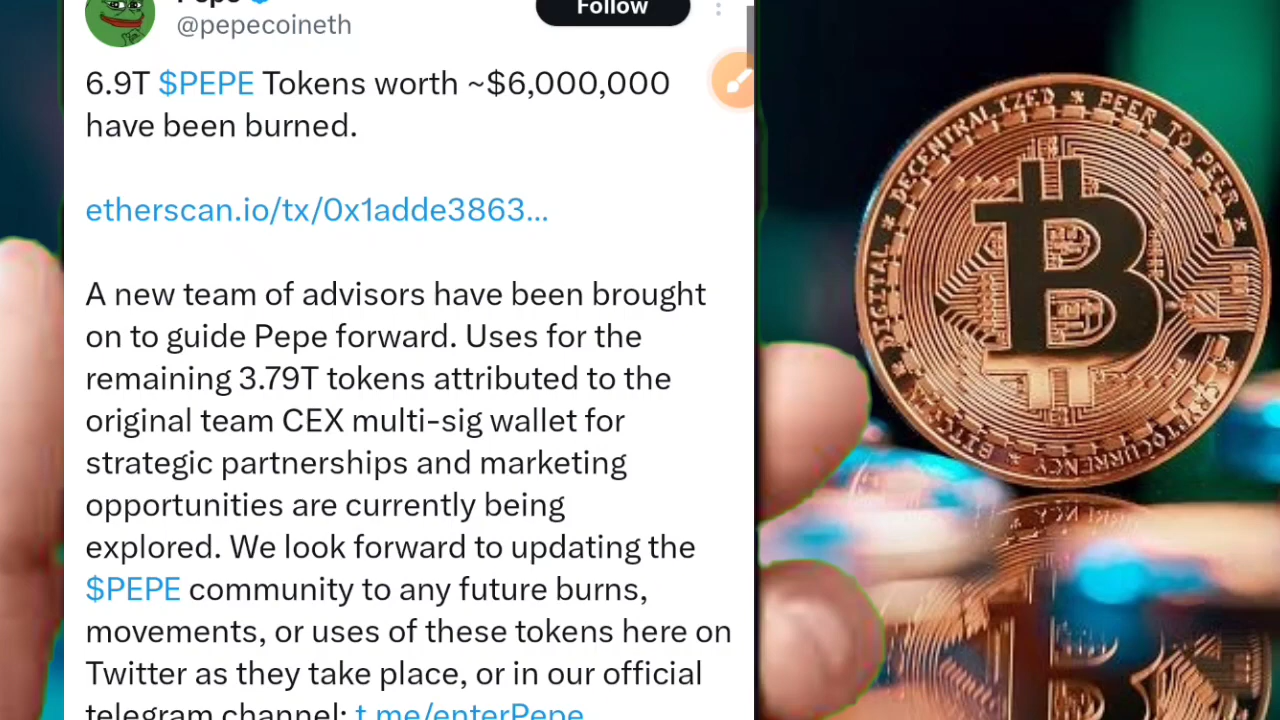 Pepe
Follow
@pepecoineth
6.9T $PEPE Tokens worth ~$6,000,000
have been burned.
etherscan.io/tx/0x1adde3863...
A new team of advisors have been brought
on to guide Pepe forward. Uses for the
remaining 3.79T tokens attributed to the
original team CEX multi-sig wallet for
strategic partnerships and marketing
opportunities are currently being
explored. We look forward to updating the
$PEPE community to any future burns,
movements, or uses of these tokens here on
Twitter as they take place, or in our official
telegram channel: t.me/enterPepe
DIGITAL * DECENTRALIZED * PEER TO PEER *
BITCOIN * CRYPTOCURRENCY